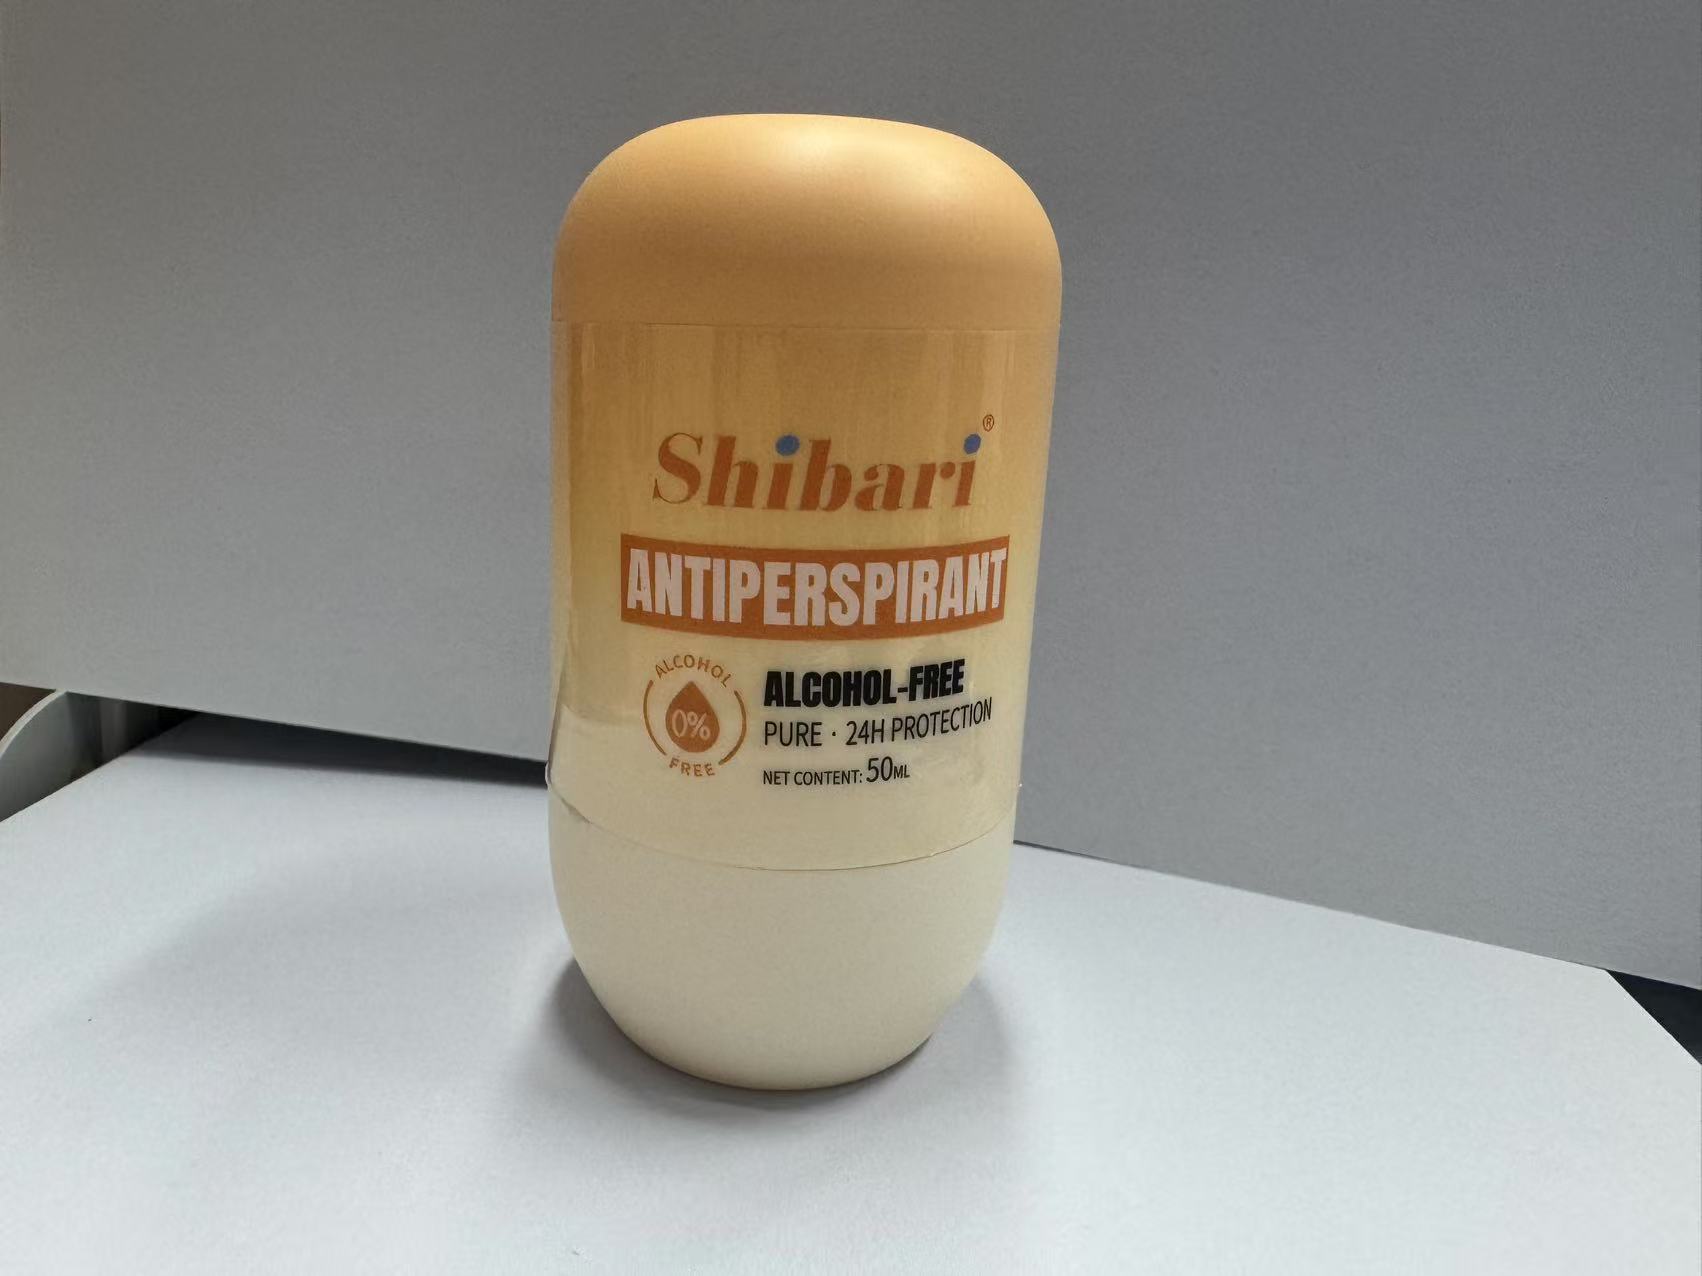 Shibari®
ANTIPERSPIRANT
ALCOHOL
0%
FREE
ALCOHOL-FREE
PURE · 24H PROTECTION
NET CONTENT: 50ML